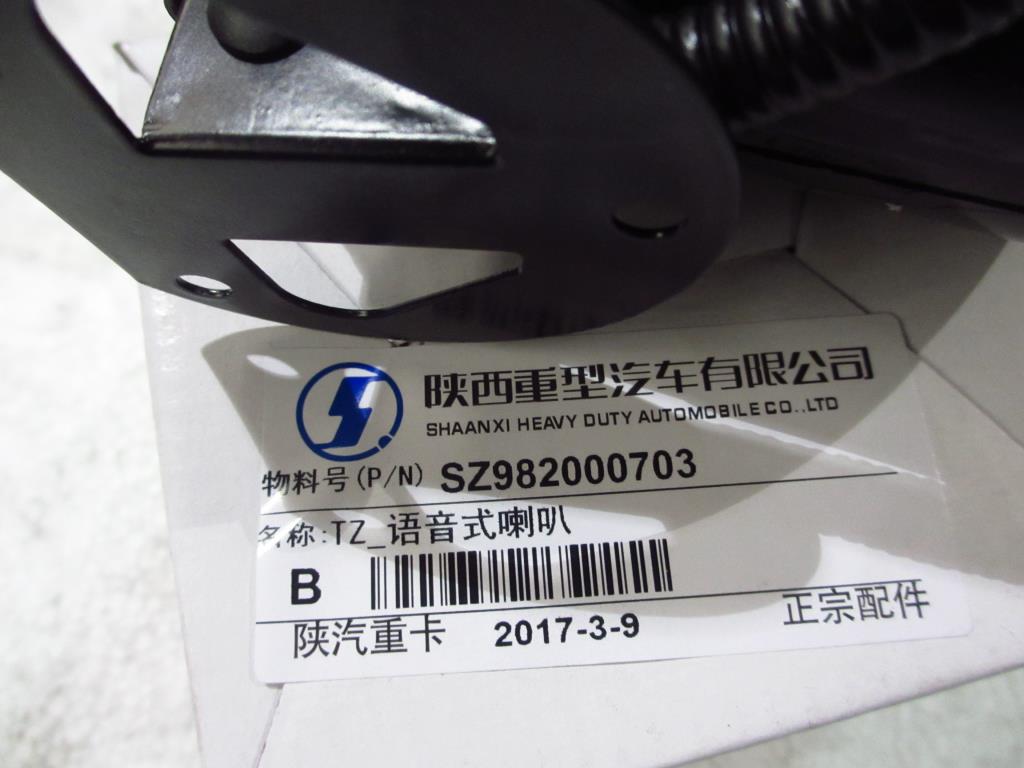 陕西重型汽车有限公司
SHAANXI HEAVY DUTY AUTOMOBILE CO.,LTD
物料号(P/N) SZ982000703
名称:TZ_语音式喇叭
B
陕汽重卡 2017-3-9 正宗配件